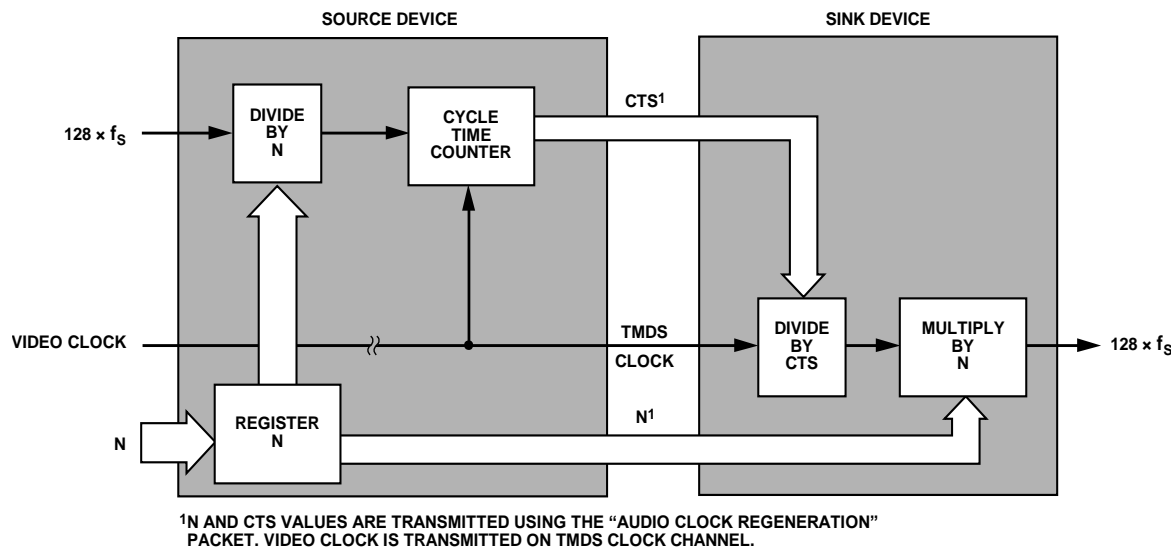 SOURCE DEVICE
SINK DEVICE
128 × fS
DIVIDE
BY
N
CYCLE
TIME
COUNTER
CTS1
VIDEO CLOCK
TMDS
CLOCK
DIVIDE
BY
CTS
MULTIPLY
BY
N
128 × fS
N
REGISTER
N
N1
1N AND CTS VALUES ARE TRANSMITTED USING THE “AUDIO CLOCK REGENERATION”
PACKET. VIDEO CLOCK IS TRANSMITTED ON TMDS CLOCK CHANNEL.